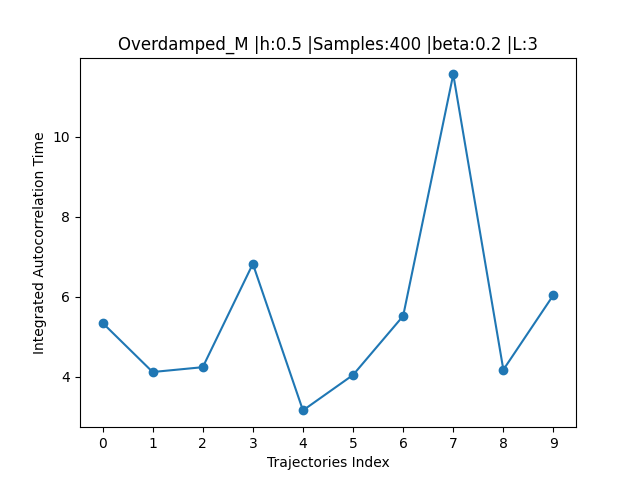 Overdamped_M |h:0.5 |Samples:400 |beta:0.2 |L:3
Integrated Autocorrelation Time
10
8
6
4
0 1 2 3 4 5 6 7 8 9
Trajectories Index